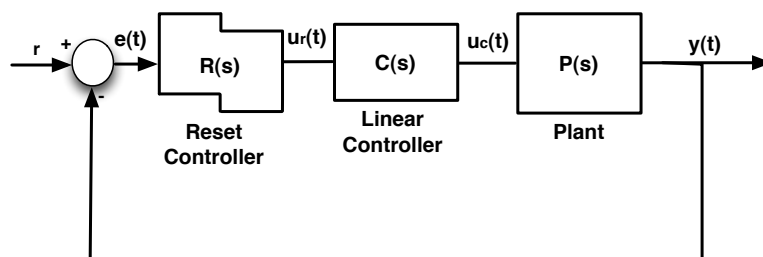 r
+
-
e(t)
R(s)
Reset
Controller
ur(t)
C(s)
Linear
Controller
uc(t)
P(s)
Plant
y(t)